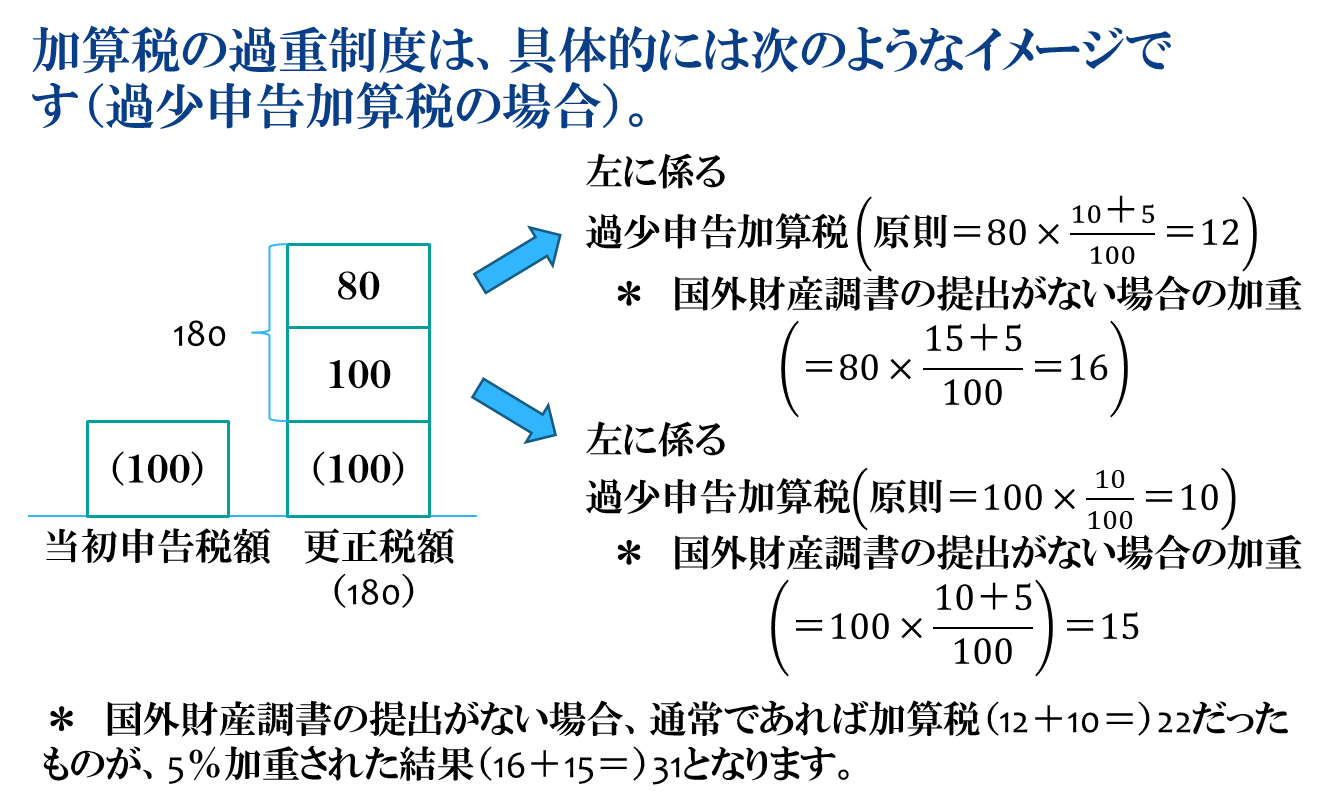 加算税の過重制度は、具体的には次のようなイメージで
す（過少申告加算税の場合）。
80
180
100
(100)
(100)
当初申告税額
更正税額
(180)
左に係る
過少申告加算税(原則＝80×(10＋5)/100＝12)
＊　国外財産調書の提出がない場合の加重
(＝80×(15＋5)/100＝16)
左に係る
過少申告加算税(原則＝100×10/100＝10)
＊　国外財産調書の提出がない場合の加重
(＝100×(10＋5)/100)＝15
＊　国外財産調書の提出がない場合、通常であれば加算税（12＋10＝）22だった
ものが、5％加重された結果（16＋15＝）31となります。